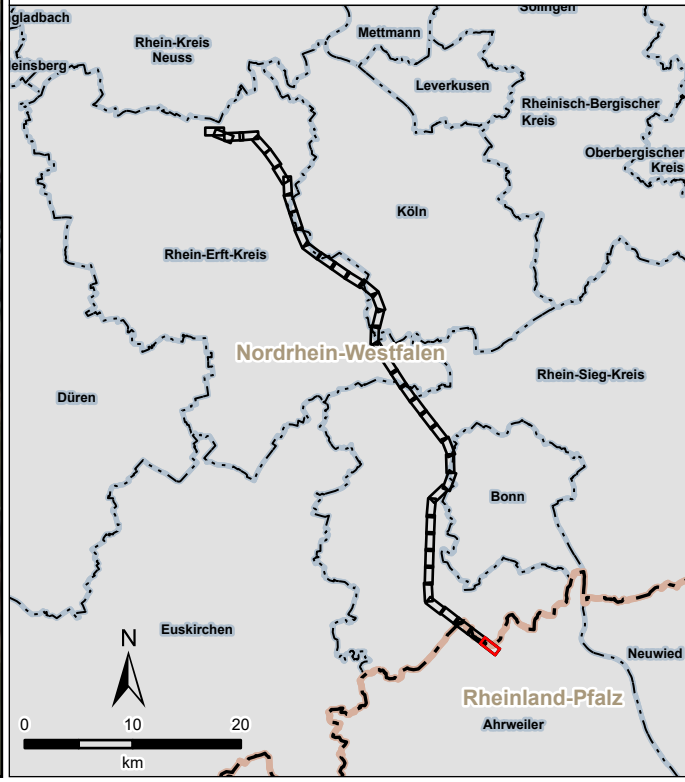 Solingen
gladbach
Mettmann
Rhein-Kreis
Neuss
einsberg
Leverkusen
Rheinisch-Bergischer
Kreis
Oberbergischer
Kreis
Köln
Rhein-Erft-Kreis
Nordrhein-Westfalen
Rhein-Sieg-Kreis
Düren
Bonn
Euskirchen
N
Neuwied
Rheinland-Pfalz
Ahrweiler
0 10 20
km